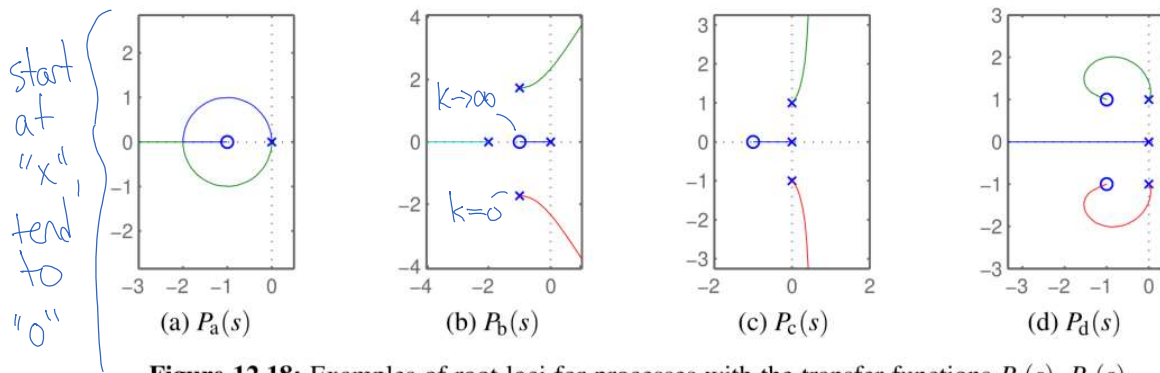 start
at
"x",
tend
to
"o"
2
1
0
−1
−2
−3 −2 −1 0
(a) Pa(s)
4
2
0
−2
−4
−4 −2 0
k→∞
k=0
(b) Pb(s)
3
2
1
0
−1
−2
−3
−2 0 2
(c) Pc(s)
3
2
1
0
−1
−2
−3
−3 −2 −1 0
(d) Pd(s)
Figure 12.18: Examples of root loci for processes with the transfer functions